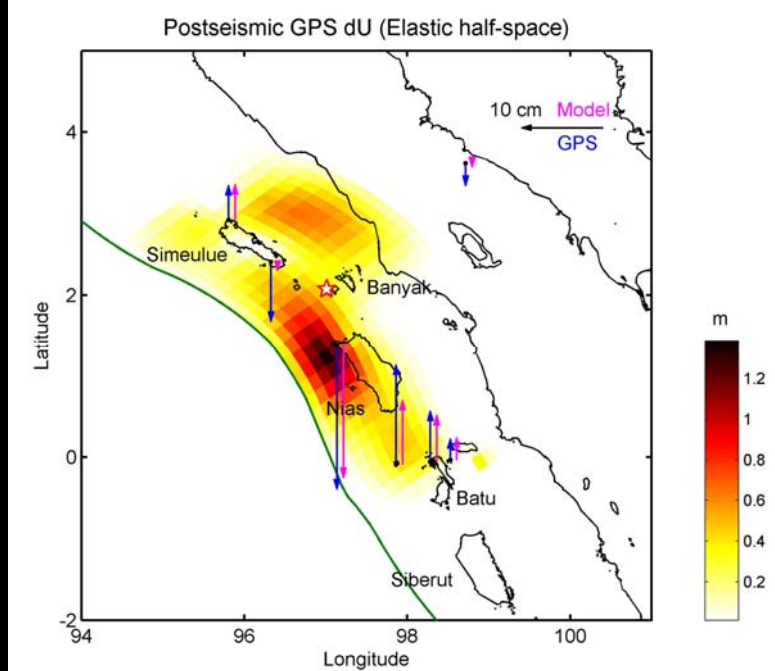 Postseismic GPS dU (Elastic half-space)
4
10 cm Model
GPS
Simeulue
Banyak
2
Latitude
m
1.2
1
0.8
0.6
0.4
0.2
Nias
0
Batu
Siberut
-2
94 96 98 100
Longitude